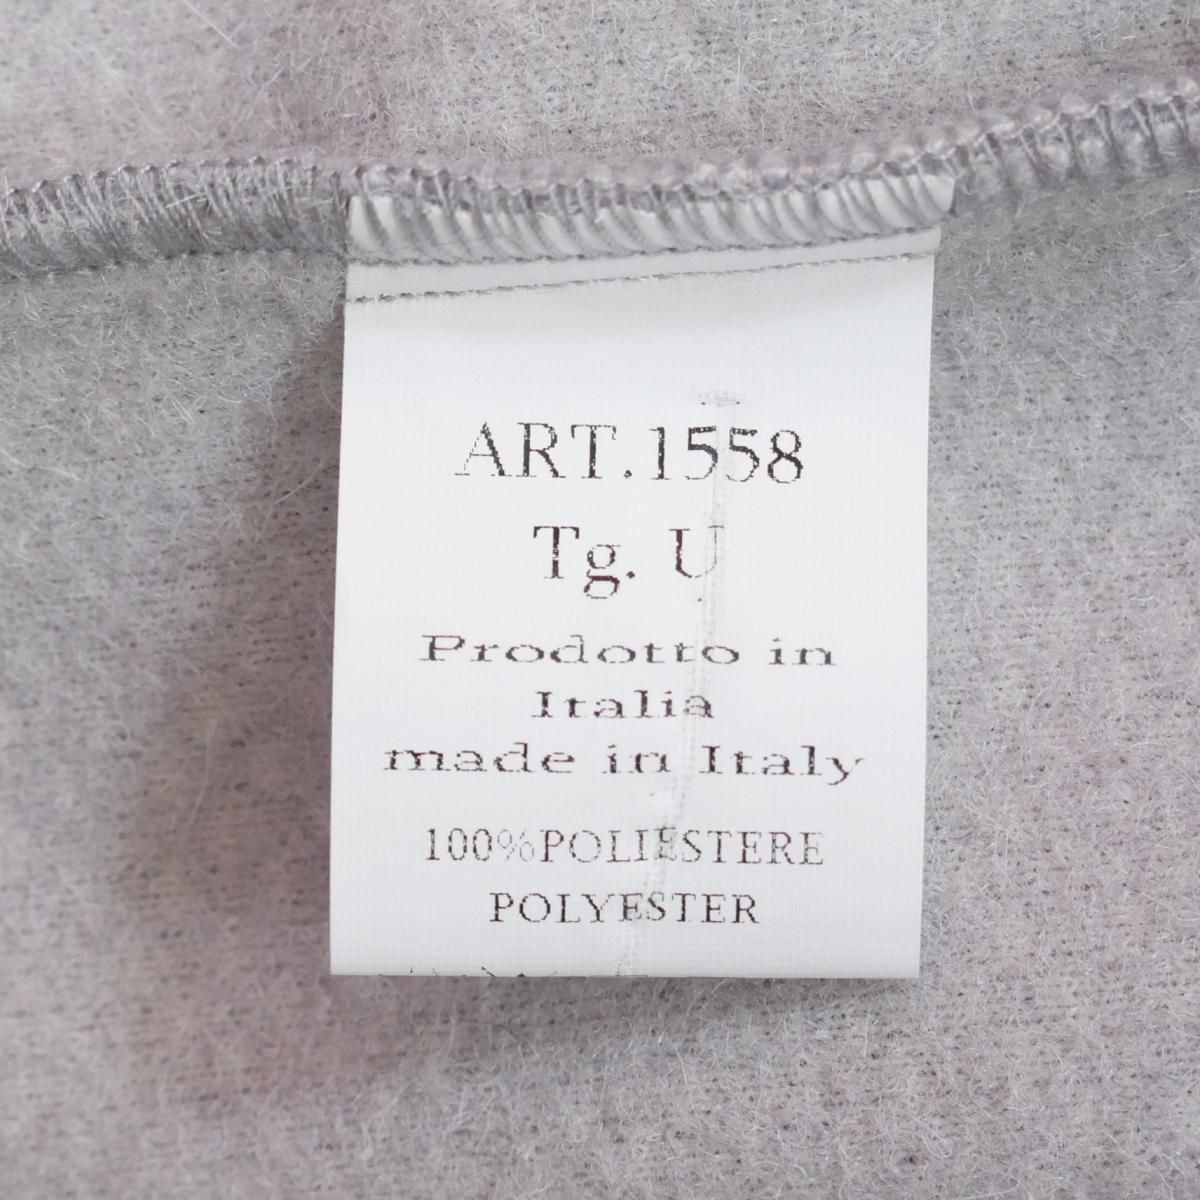 ART.1558
Tg. U
Prodotto in
Italia
made in Italy
100%POLIESTERE
POLYESTER